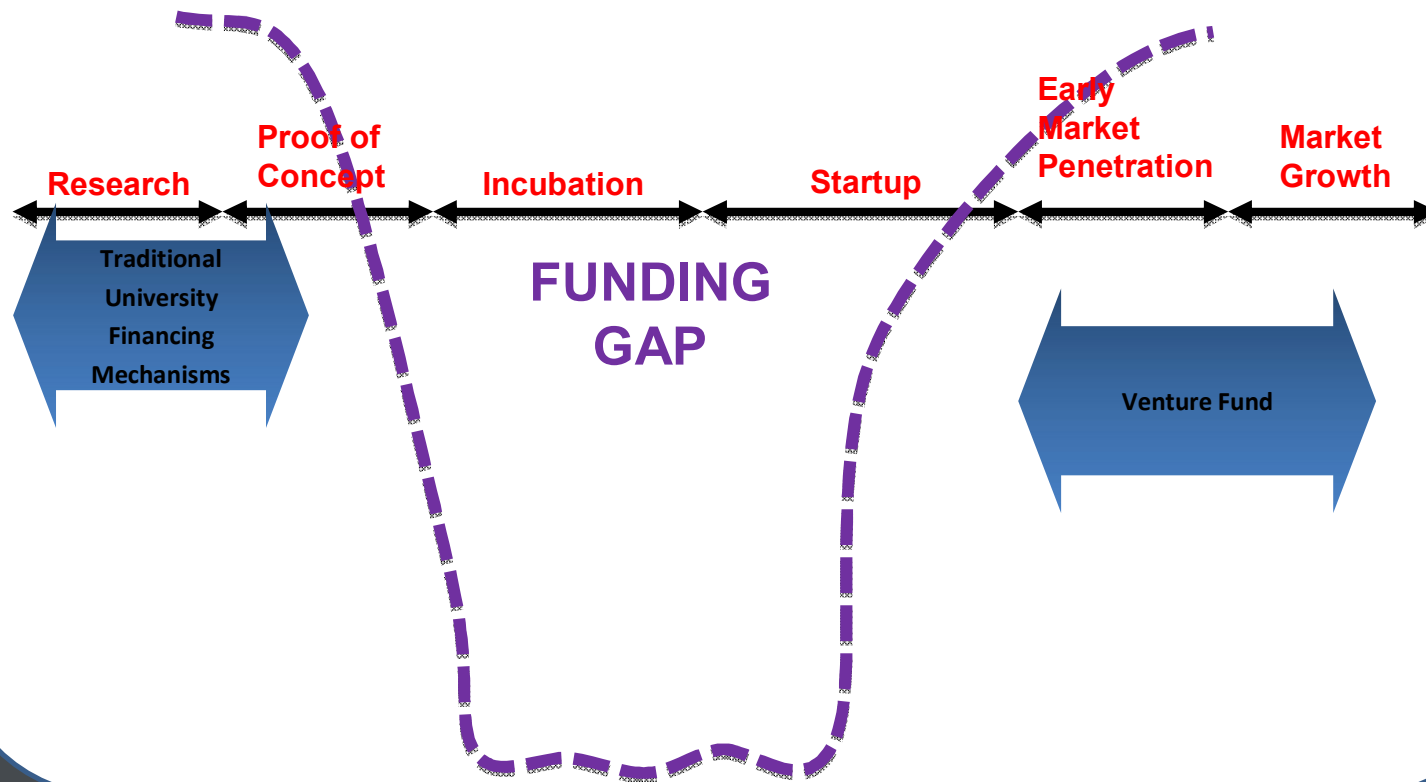 Research
Proof of
Concept
Incubation
Startup
Early
Market
Penetration
Market
Growth
Traditional
University
Financing
Mechanisms
FUNDING
GAP
Venture Fund